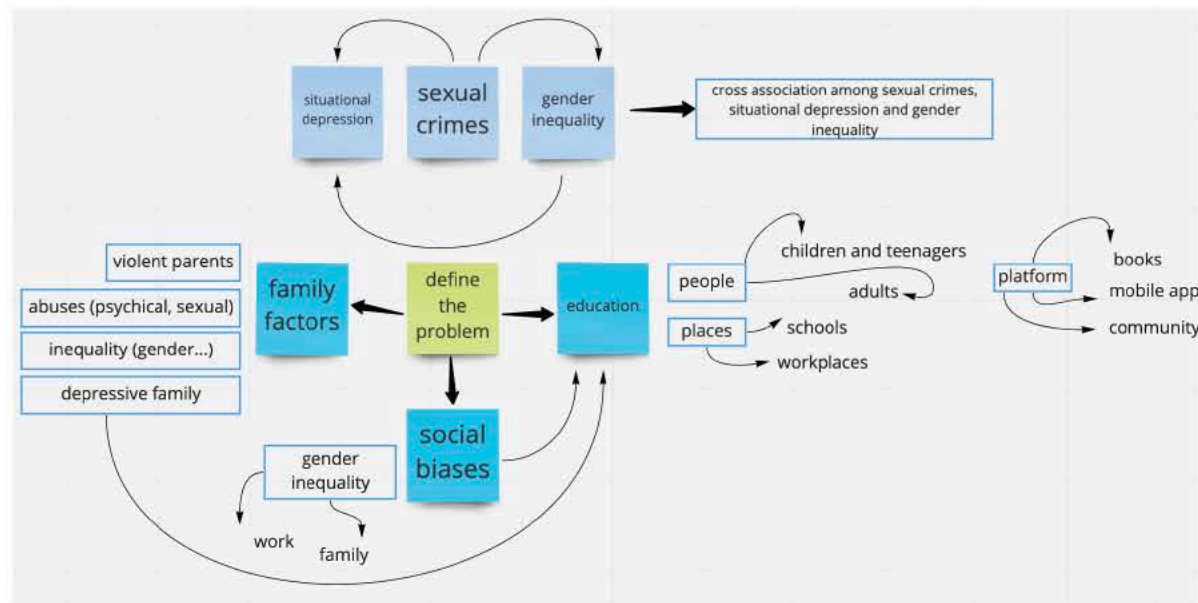 situational
depression
sexual
crimes
gender
inequality
cross association among sexual crimes,
situational depression and gender
inequality
violent parents
abuses (psychical, sexual)
inequality (gender...)
depressive family
family
factors
define
the
problem
education
people
children and teenagers
adults
places
schools
workplaces
platform
books
mobile app
community
social
biases
gender
inequality
work
family